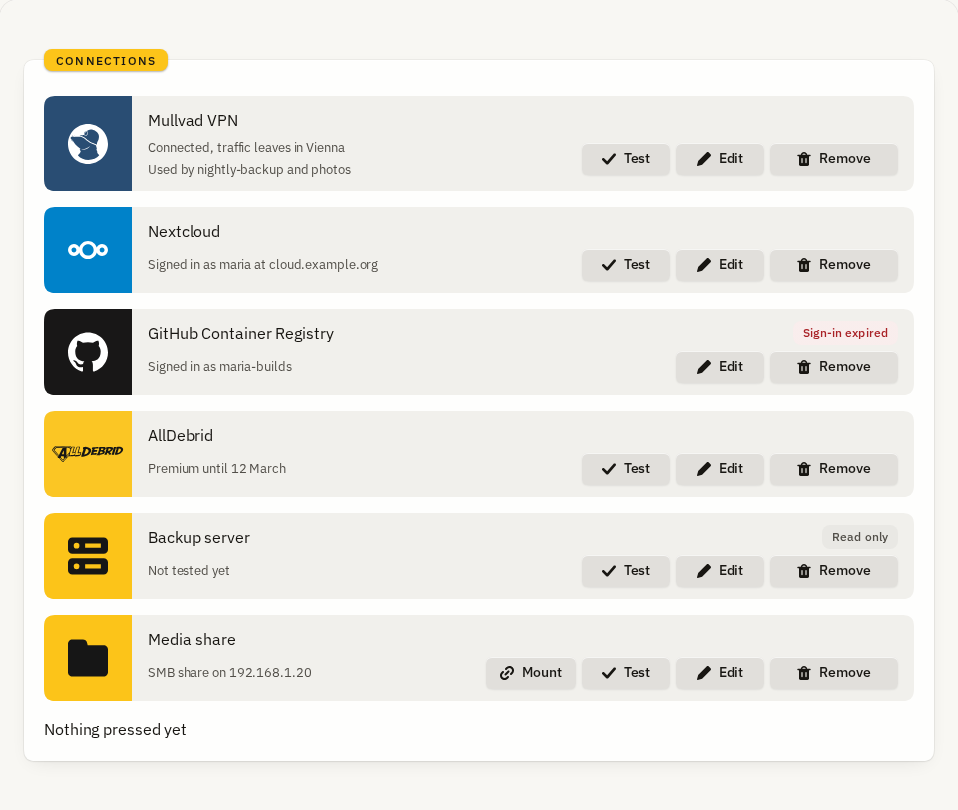 CONNECTIONS
Mullvad VPN
Connected, traffic leaves in Vienna
Used by nightly-backup and photos
Test Edit Remove
Nextcloud
Signed in as maria at cloud.example.org
Test Edit Remove
GitHub Container Registry
Sign-in expired
Signed in as maria-builds
Edit Remove
ALLDEBRID
AllDebrid
Premium until 12 March
Test Edit Remove
Backup server
Read only
Not tested yet
Test Edit Remove
Media share
SMB share on 192.168.1.20
Mount Test Edit Remove
Nothing pressed yet